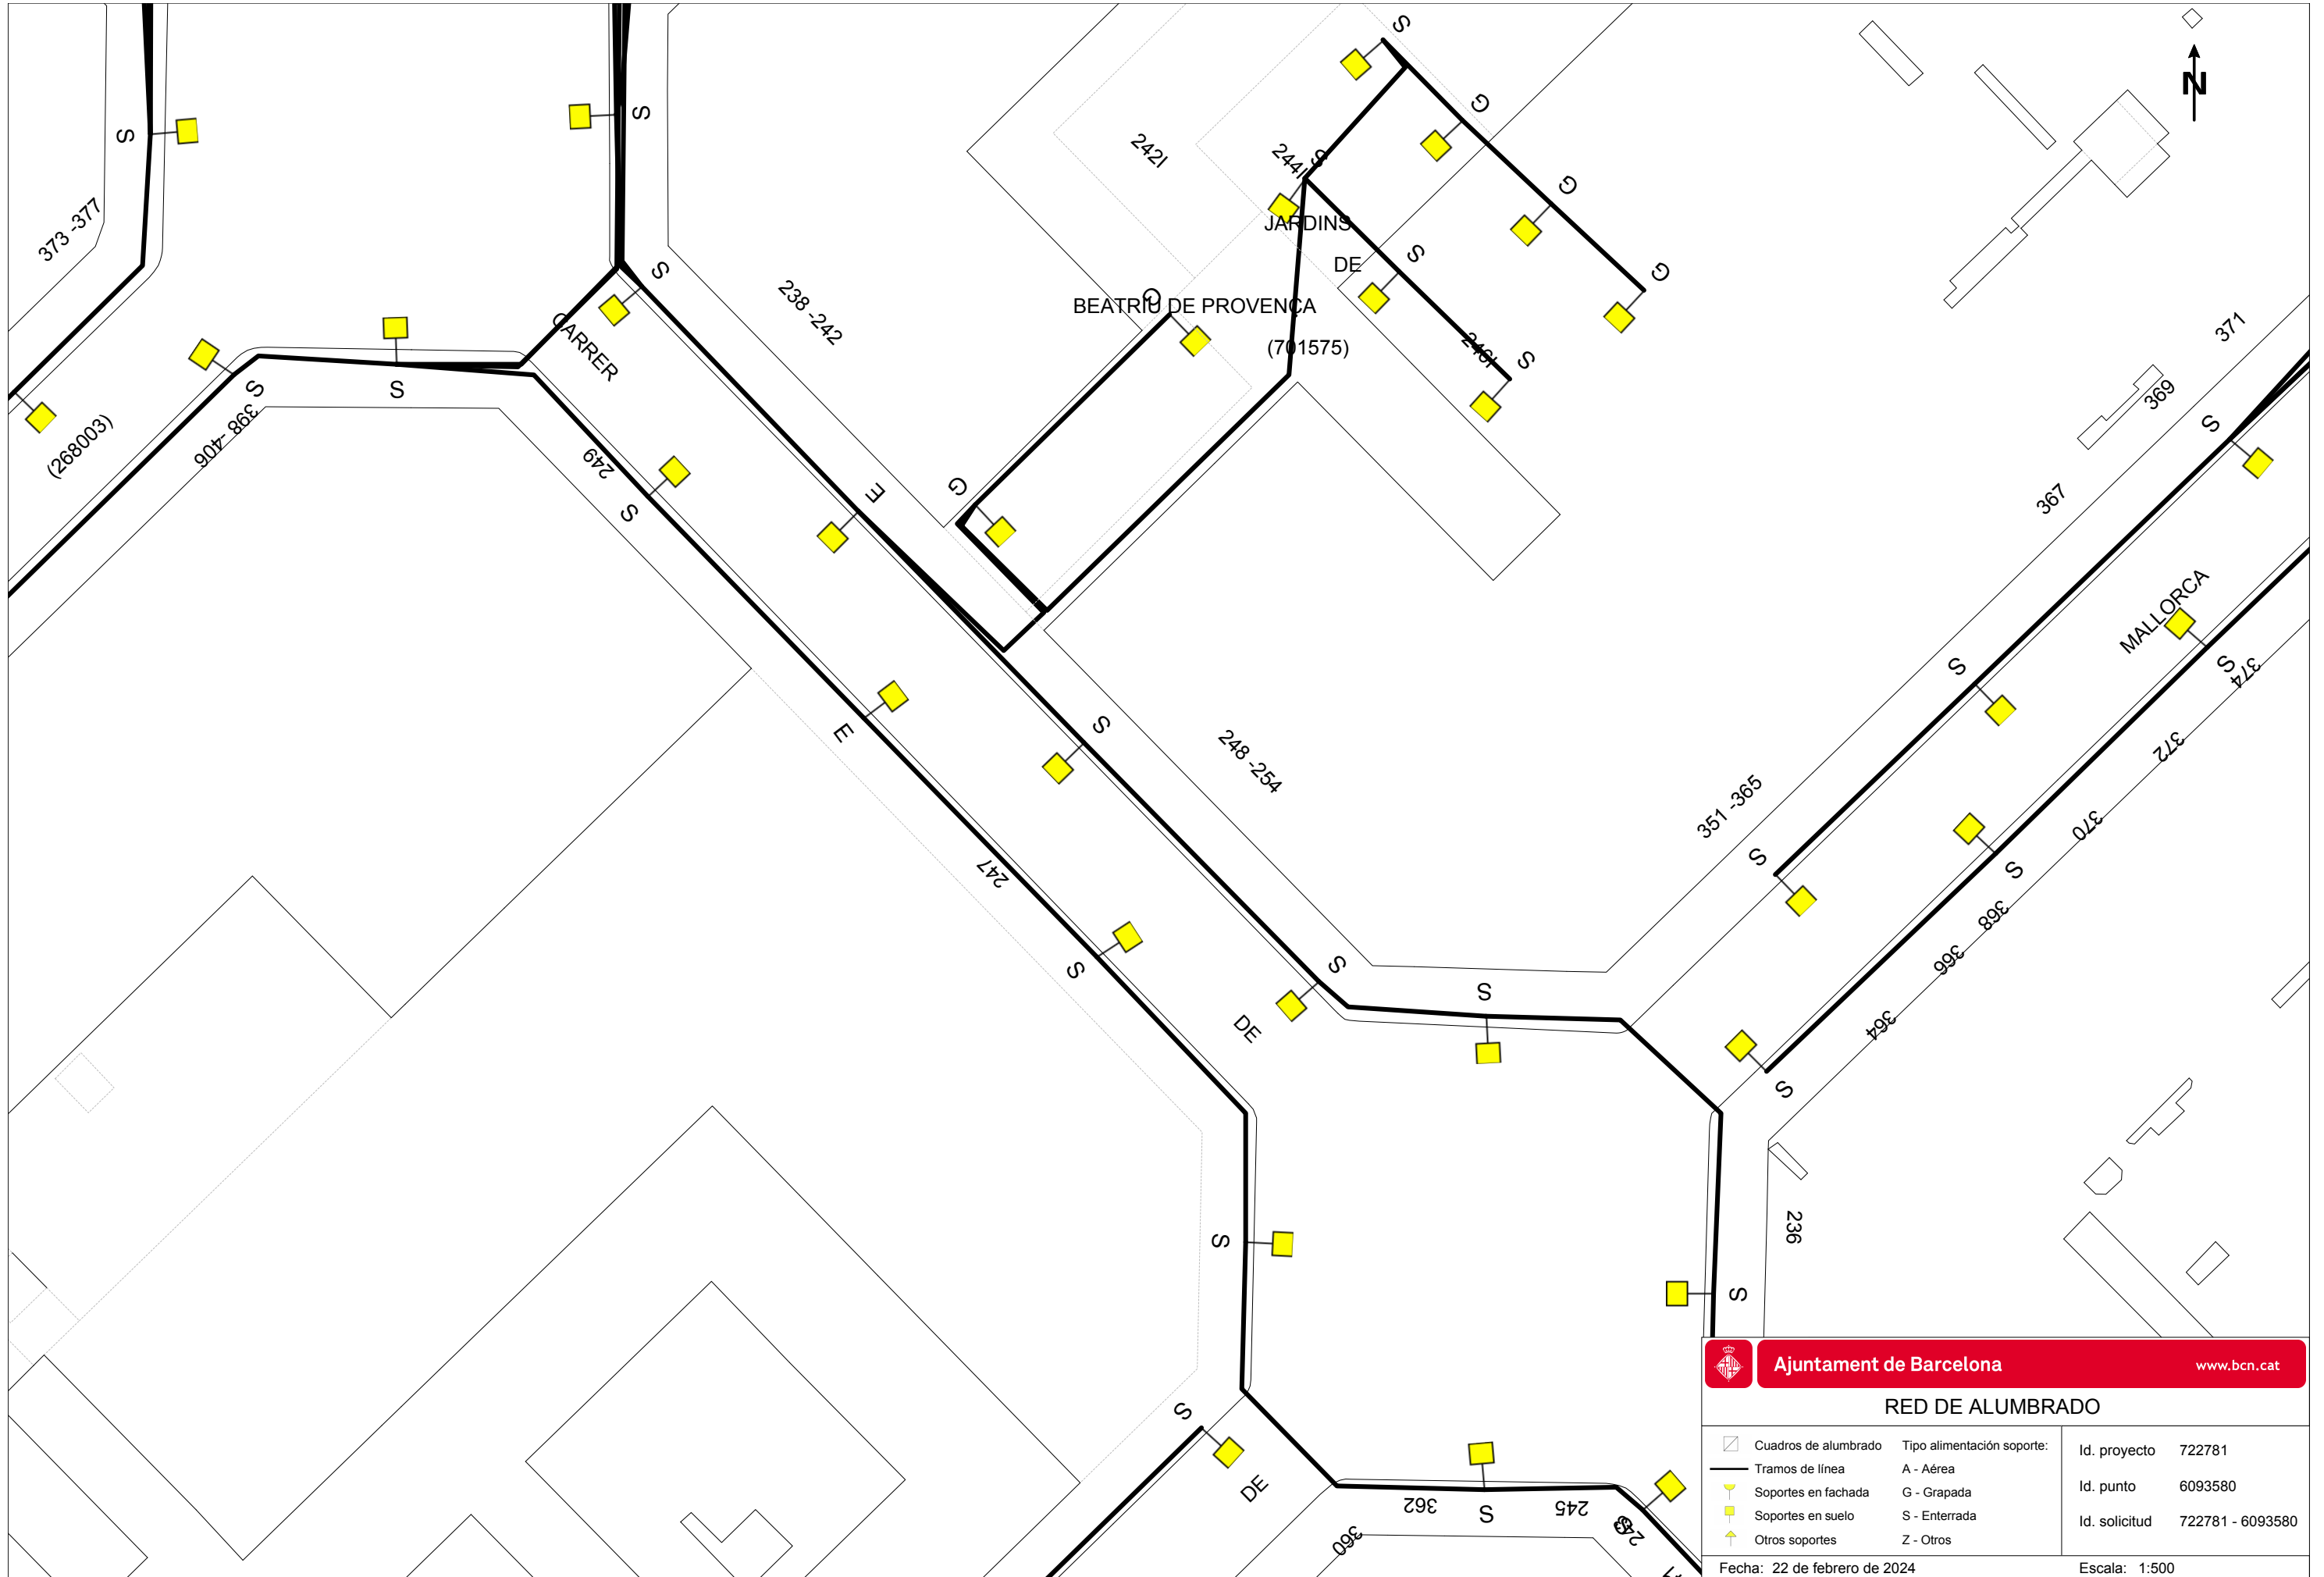 S
N
S
S
G
373 -377
242I
244I
S
G
JARDINS
S
S
DE
G
238 -242
G
BEATRIU DE PROVENÇA
371
CARRER
(701575)
246I
S
S
S
369
398 -406
S
(268003)
249
G
E
367
S
MALLORCA
S
374
S
E
S
248 -254
372
351 -365
370
S
247
S
368
S
S
366
S
DE
364
S
S
236
S
Ajuntament de Barcelona
www.bcn.cat
RED DE ALUMBRADO
Cuadros de alumbrado
Tipo alimentación soporte:
Id. proyecto 722781
Tramos de línea
A - Aérea
Soportes en fachada
G - Grapada
Id. punto 6093580
Soportes en suelo
S - Enterrada
Id. solicitud 722781 - 6093580
Otros soportes
Z - Otros
Fecha: 22 de febrero de 2024
Escala: 1:500
S
DE
362
S
245
243
360